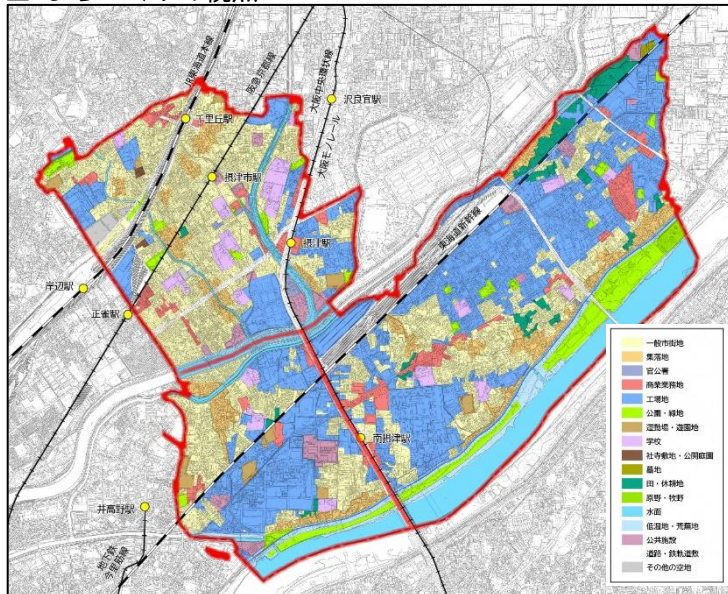 JR東海道本線
阪急京都線
大阪中央環状線
大阪モノレール
沢良宜駅
千里丘駅
摂津市駅
摂津駅
東海道新幹線
岸辺駅
正雀駅
南摂津駅
井高野駅
地下鉄
今里筋線
一般市街地
集落地
官公署
商業業務地
工場地
公園・緑地
運動場・遊園地
学校
社寺敷地・公開庭園
墓地
田・休耕地
原野・牧野
水面
低湿地・荒蕪地
公共施設
道路・鉄軌道敷
その他の空地